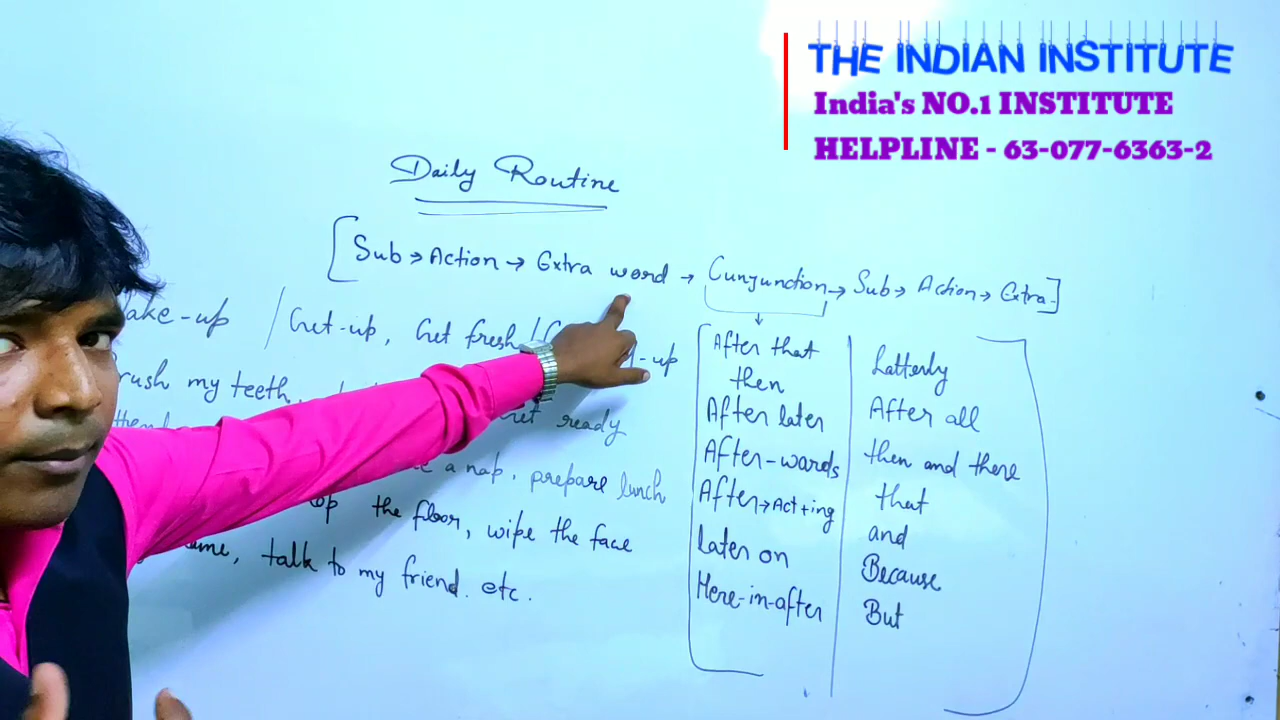 THE INDIAN INSTITUTE
India's NO.1 INSTITUTE
HELPLINE - 63-077-6363-2
Daily Routine
[Sub → Action → Extra word → Cunjunction → Sub → Action → Extra]
ake-up / Get-up, Get fresh / -up
rush my teeth, ready
a nap, prepare lunch
the floor, wipe the face
talk to my friend. etc.
After that
then
After later
After-words
After → Act + ing
later on
Here-in-after
Latterly
After all
then and there
that
and
Because
But